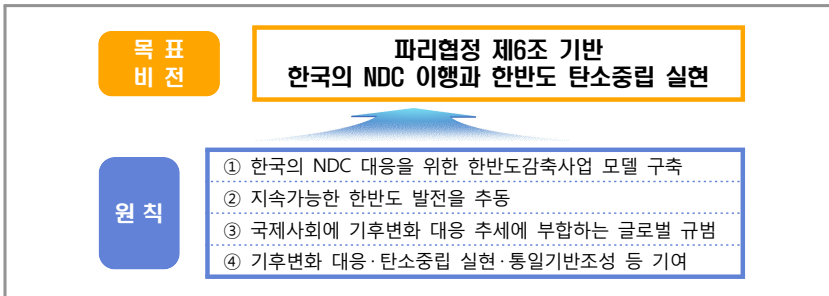 목 표
비 전
파리협정 제6조 기반
한국의 NDC 이행과 한반도 탄소중립 실현
원 칙
① 한국의 NDC 대응을 위한 한반도감축사업 모델 구축
② 지속가능한 한반도 발전을 추동
③ 국제사회에 기후변화 대응 추세에 부합하는 글로벌 규범
④ 기후변화 대응·탄소중립 실현·통일기반조성 등 기여